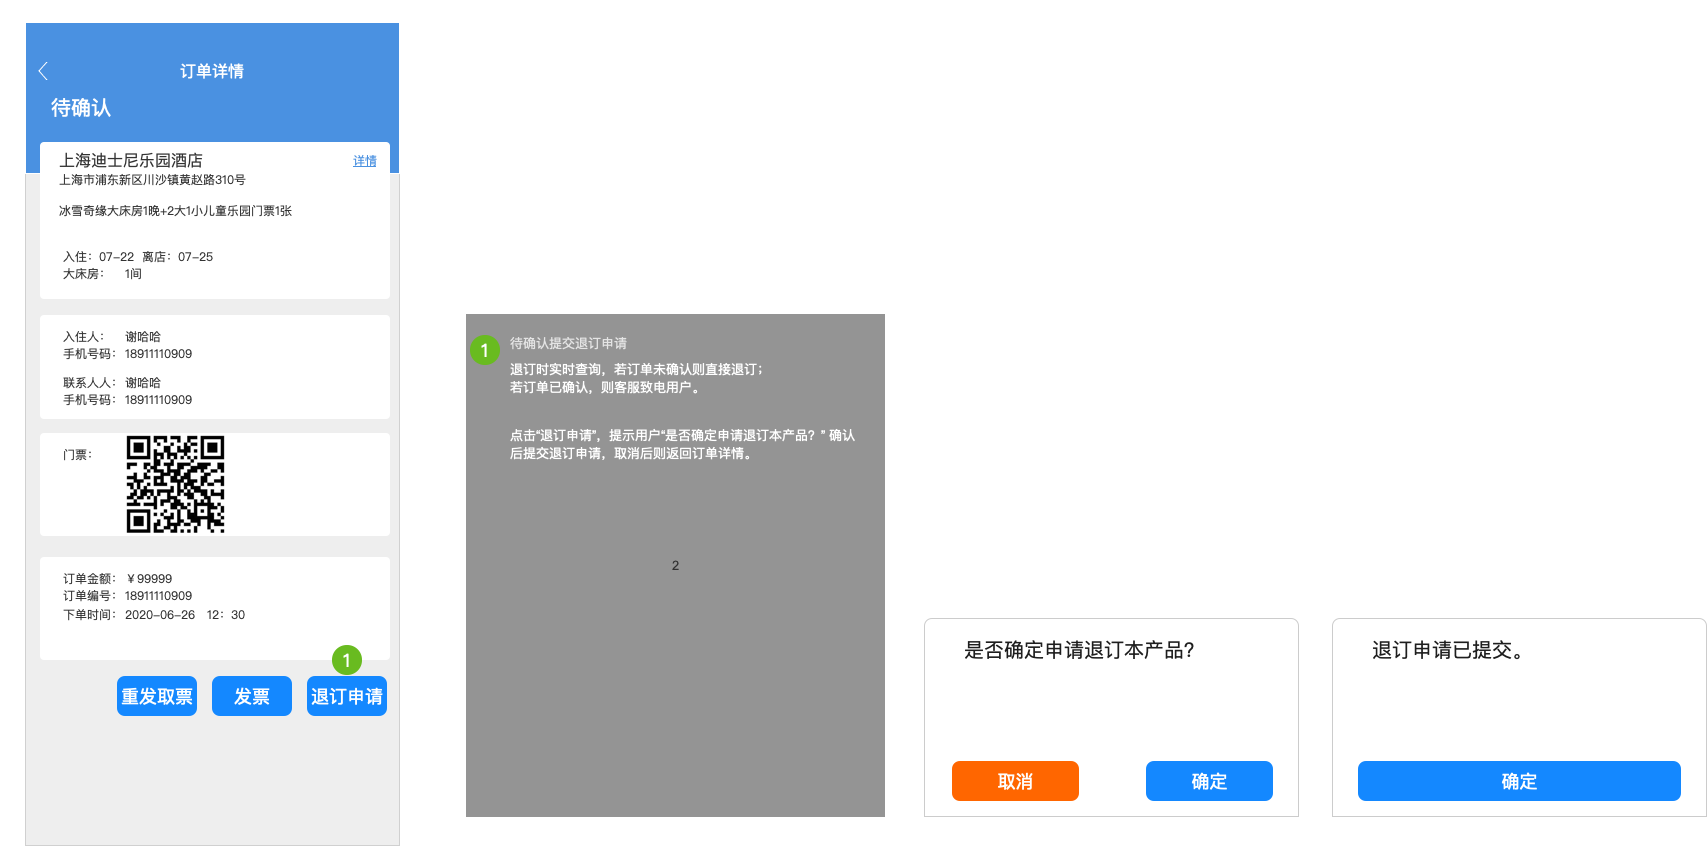 订单详情
待确认
上海迪士尼乐园酒店
详情
上海市浦东新区川沙镇黄赵路310号
冰雪奇缘大床房1晚+2大1小儿童乐园门票1张
入住：07-22 离店：07-25
大床房： 1间
入住人： 谢哈哈
手机号码：18911110909
联系人人：谢哈哈
手机号码：18911110909
门票：
订单金额：￥99999
订单编号：18911110909
下单时间：2020-06-26 12：30
1
重发取票
发票
退订申请
1
待确认提交退订申请
退订时实时查询，若订单未确认则直接退订；
若订单已确认，则客服致电用户。
点击“退订申请”，提示用户“是否确定申请退订本产品？” 确认
后提交退订申请，取消后则返回订单详情。
2
是否确定申请退订本产品?
取消
确定
退订申请已提交。
确定